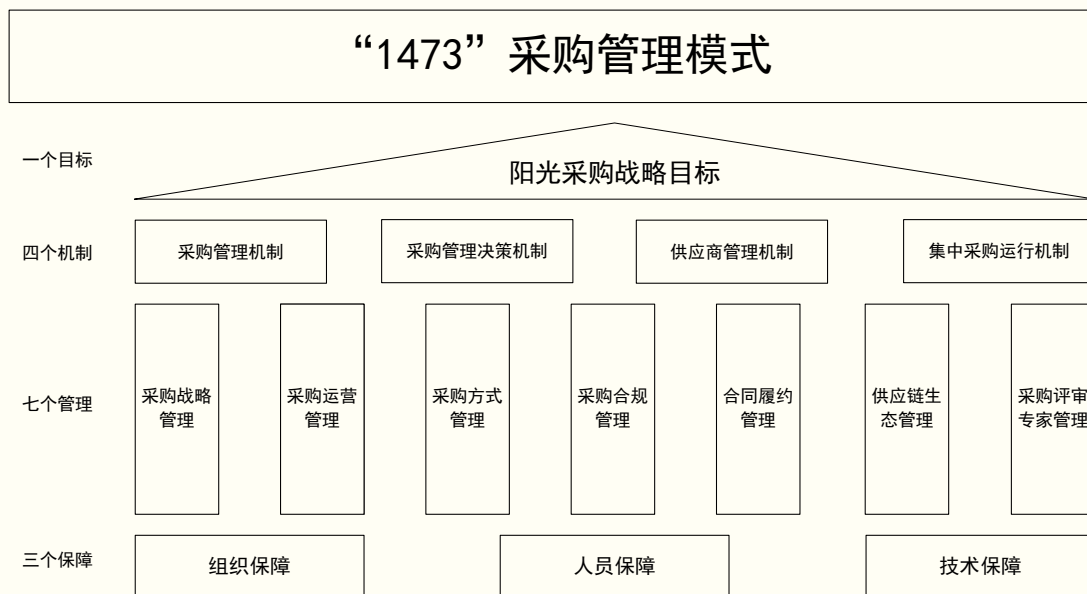 “1473”采购管理模式
一个目标
阳光采购战略目标
四个机制
采购管理机制
采购管理决策机制
供应商管理机制
集中采购运行机制
七个管理
采购战略
管理
采购运营
管理
采购方式
管理
采购合规
管理
合同履约
管理
供应链生
态管理
采购评审
专家管理
三个保障
组织保障
人员保障
技术保障